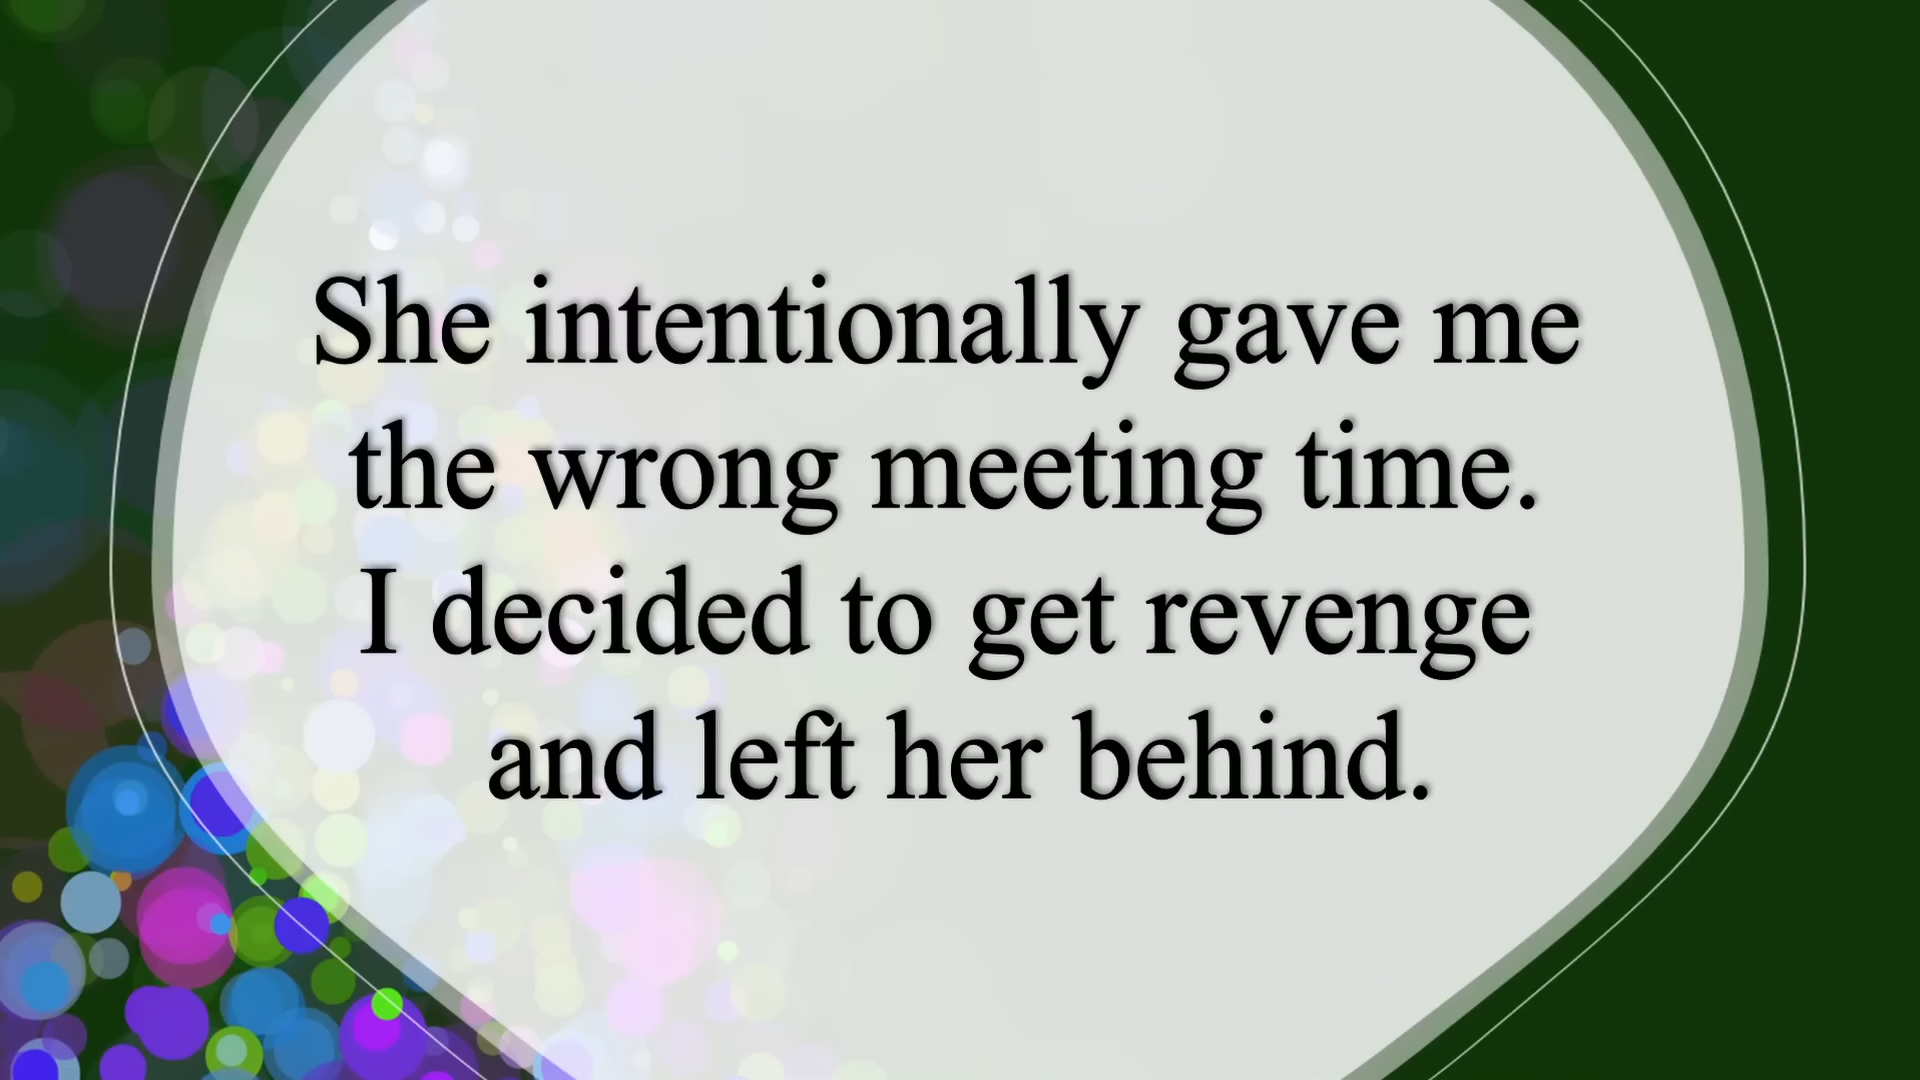 She intentionally gave me
the wrong meeting time.
I decided to get revenge
and left her behind.